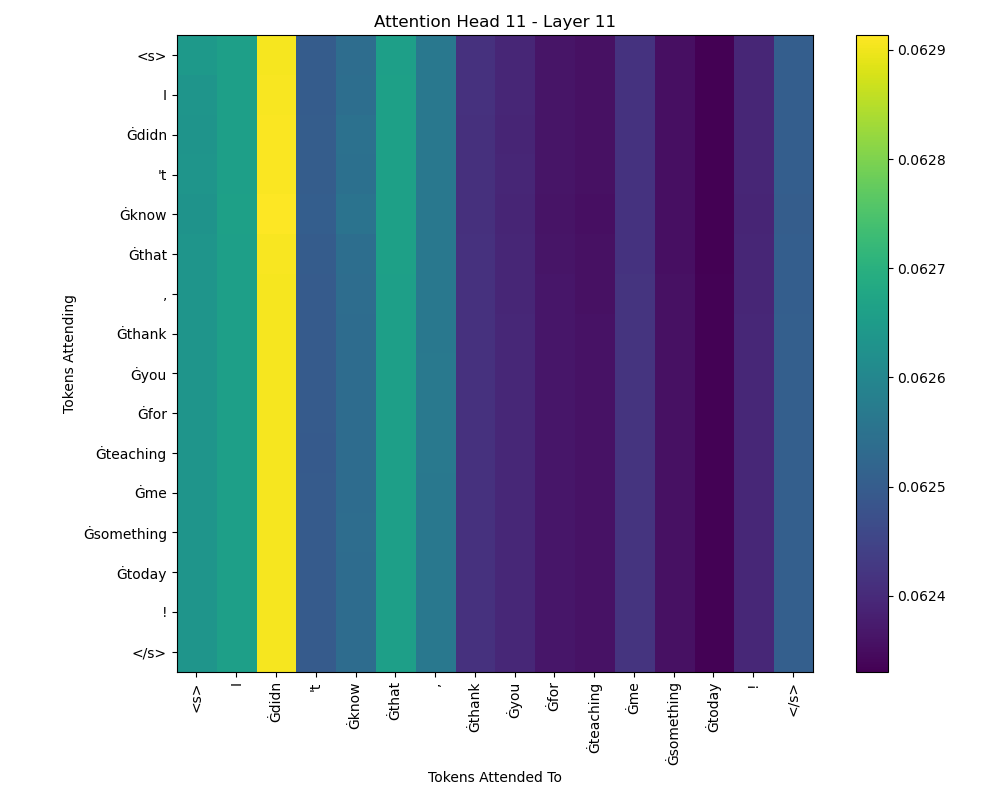 Attention Head 11 - Layer 11
Tokens Attending
<s>
I
Ġdidn
't
Ġknow
Ġthat
,
Ġthank
Ġyou
Ġfor
Ġteaching
Ġme
Ġsomething
Ġtoday
!
</s>
<s>
I
Ġdidn
't
Ġknow
Ġthat
,
Ġthank
Ġyou
Ġfor
Ġteaching
Ġme
Ġsomething
Ġtoday
!
</s>
Tokens Attended To
0.0629
0.0628
0.0627
0.0626
0.0625
0.0624